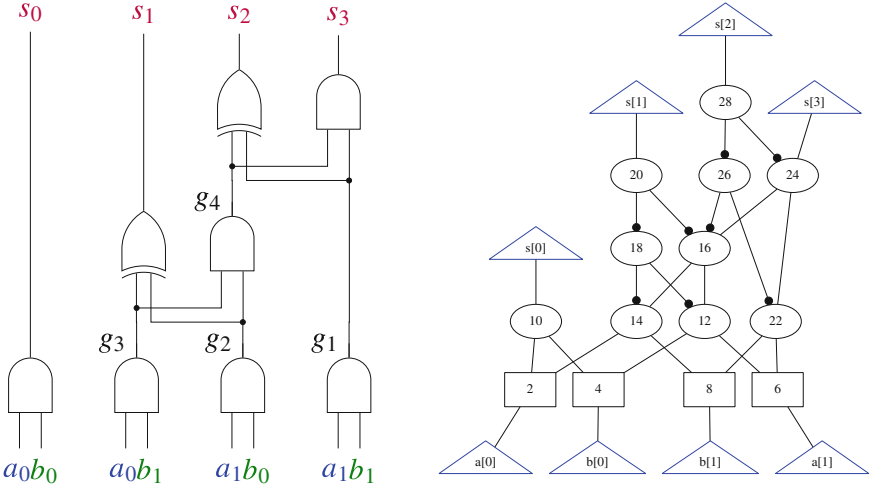 s0 s1 s2 s3
g4
g3 g2 g1
a0b0 a0b1 a1b0 a1b1
s[2]
28
s[1] s[3]
20 26 24
s[0] 18 16
10 14 12 22
2 4 8 6
a[0] b[0] b[1] a[1]